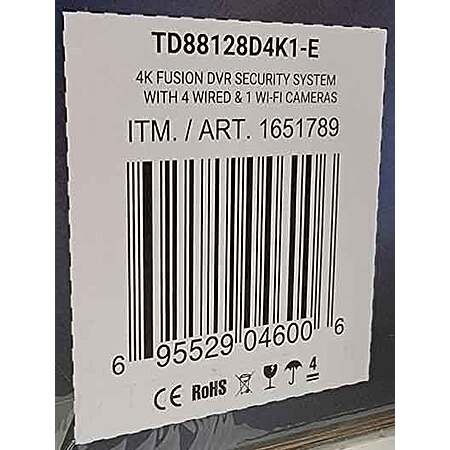 TD88128D4K1-E
4K FUSION DVR SECURITY SYSTEM
WITH 4 WIRED & 1 WI-FI CAMERAS
ITM. / ART. 1651789
6 95529 04600 6
CE RoHS 4